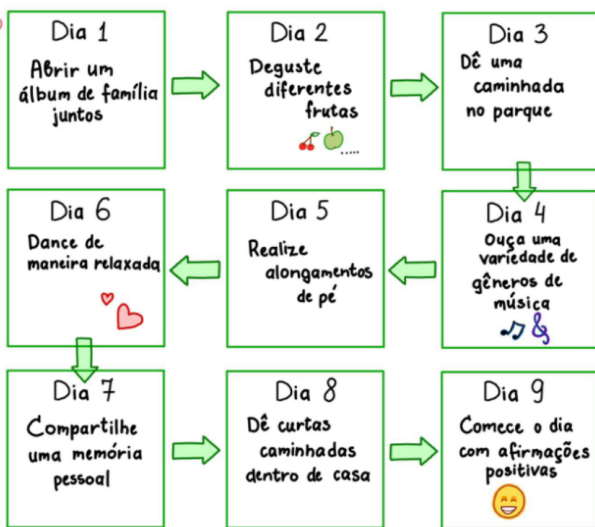 Dia 1
Abrir um
álbum de família
juntos
Dia 2
Deguste
diferentes
frutas
.....
Dia 3
Dê uma
caminhada
no parque
Dia 4
Ouça uma
variedade de
gêneros de
música
Dia 5
Realize
alongamentos
de pé
Dia 6
Dance de
maneira relaxada
Dia 7
Compartilhe
uma memória
pessoal
Dia 8
Dê curtas
caminhadas
dentro de casa
Dia 9
Comece o dia
com afirmações
positivas